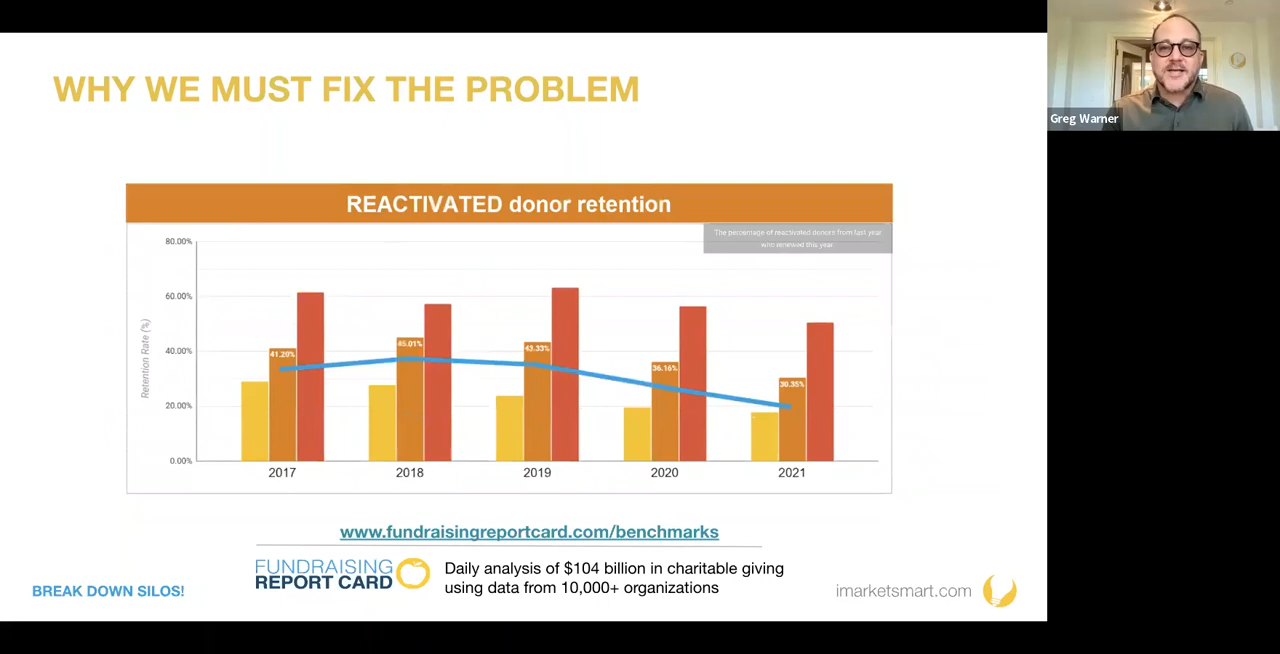 WHY WE MUST FIX THE PROBLEM
Greg Warner
REACTIVATED donor retention
The percentage of reactivated donors from last year
who renewed this year.
80.00%
60.00%
40.00%
20.00%
0.00%
Retention Rate (%)
41.20%
45.01%
43.33%
36.16%
30.35%
2017
2018
2019
2020
2021
www.fundraisingreportcard.com/benchmarks
FUNDRAISING
REPORT CARD
Daily analysis of $104 billion in charitable giving
using data from 10,000+ organizations
BREAK DOWN SILOS!
imarketsmart.com